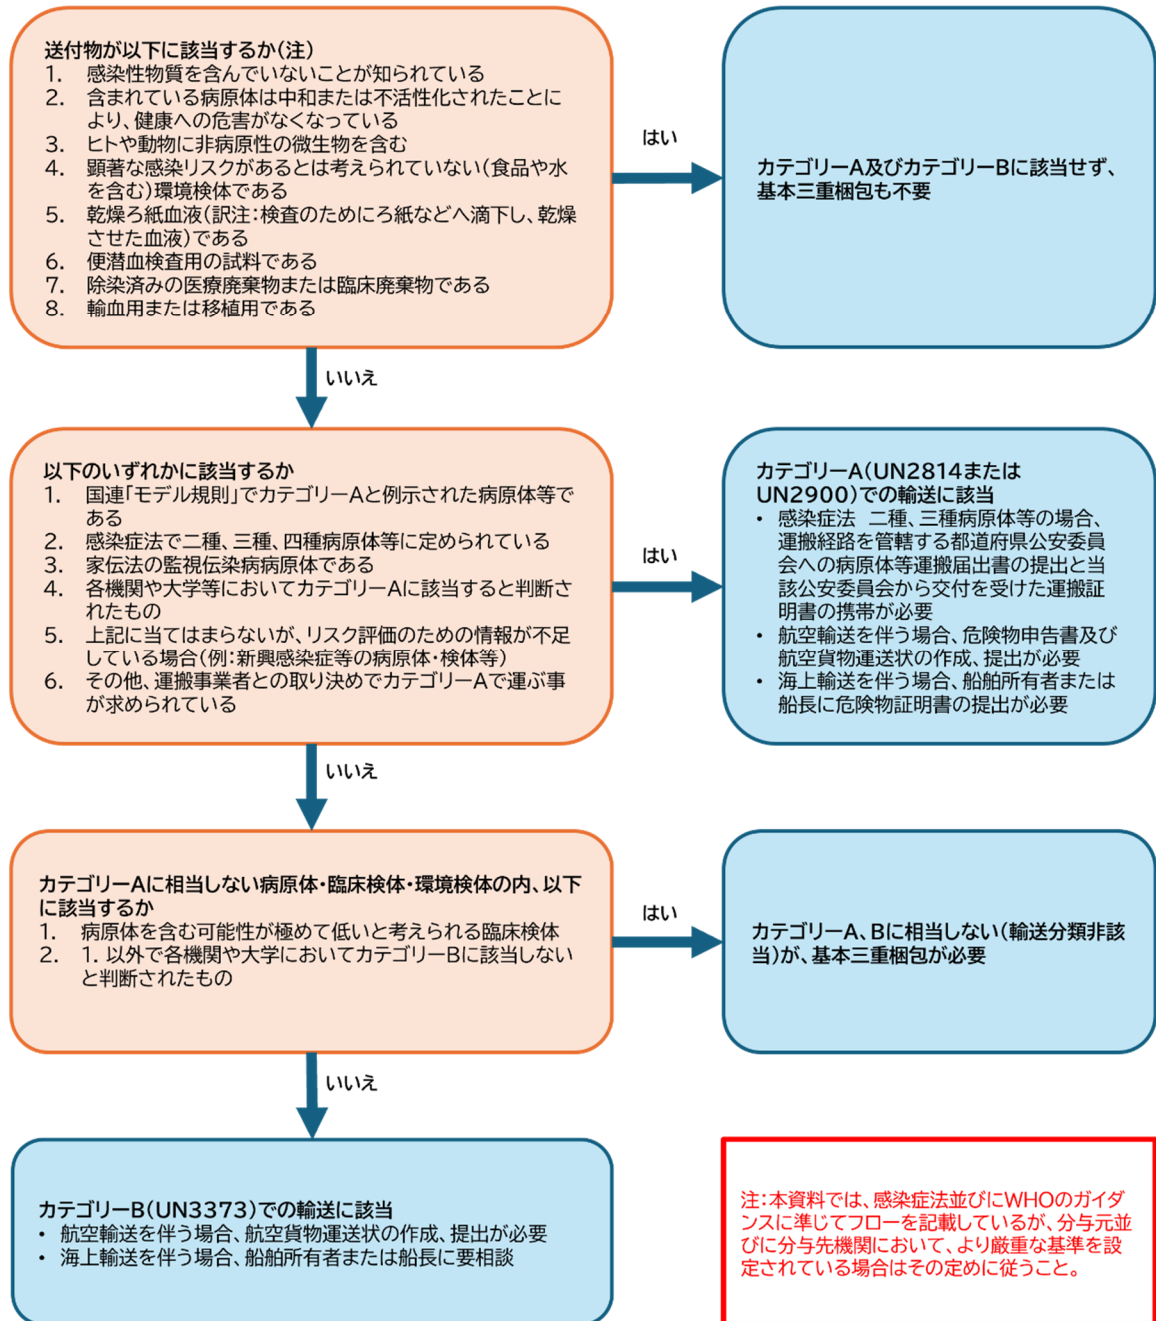 送付物が以下に該当するか(注)
1. 感染性物質を含んでいないことが知られている
2. 含まれている病原体は中和または不活性化されたことに
より、健康への危害がなくなっている
3. ヒトや動物に非病原性の微生物を含む
4. 顕著な感染リスクがあるとは考えられていない(食品や水
を含む)環境検体である
5. 乾燥ろ紙血液(訳注:検査のためにろ紙などへ滴下し、乾燥
させた血液)である
6. 便潜血検査用の試料である
7. 除染済みの医療廃棄物または臨床廃棄物である
8. 輸血用または移植用である
はい
カテゴリーA及びカテゴリーBに該当せず、
基本三重梱包も不要
いいえ
以下のいずれかに該当するか
1. 国連「モデル規則」でカテゴリーAと例示された病原体等で
ある
2. 感染症法で二種、三種、四種病原体等に定められている
3. 家伝法の監視伝染病病原体である
4. 各機関や大学等においてカテゴリーAに該当すると判断さ
れたもの
5. 上記に当てはまらないが、リスク評価のための情報が不足
している場合(例:新興感染症等の病原体・検体等)
6. その他、運搬事業者との取り決めでカテゴリーAで運ぶ事
が求められている
はい
カテゴリーA(UN2814または
UN2900)での輸送に該当
• 感染症法 二種、三種病原体等の場合、
運搬経路を管轄する都道府県公安委員
会への病原体等運搬届出書の提出と当
該公安委員会から交付を受けた運搬証
明書の携帯が必要
• 航空輸送を伴う場合、危険物申告書及び
航空貨物運送状の作成、提出が必要
• 海上輸送を伴う場合、船舶所有者または
船長に危険物証明書の提出が必要
いいえ
カテゴリーAに相当しない病原体・臨床検体・環境検体の内、以下
に該当するか
1. 病原体を含む可能性が極めて低いと考えられる臨床検体
2. 1. 以外で各機関や大学においてカテゴリーBに該当しない
と判断されたもの
はい
カテゴリーA、Bに相当しない(輸送分類非該
当)が、基本三重梱包が必要
いいえ
カテゴリーB(UN3373)での輸送に該当
• 航空輸送を伴う場合、航空貨物運送状の作成、提出が必要
• 海上輸送を伴う場合、船舶所有者または船長に要相談
注:本資料では、感染症法並びにWHOのガイダ
ンスに準じてフローを記載しているが、分与元並
びに分与先機関において、より厳重な基準を設
定されている場合はその定めに従うこと。